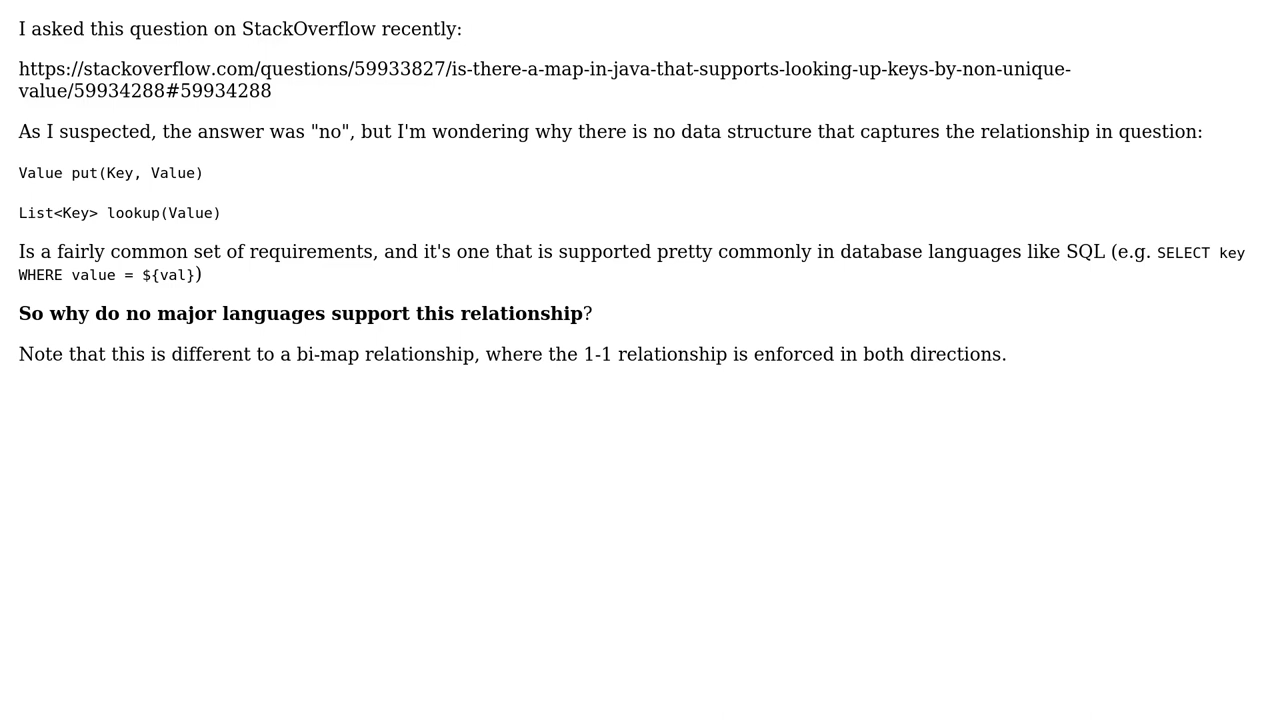 I asked this question on StackOverflow recently:
https://stackoverflow.com/questions/59933827/is-there-a-map-in-java-that-supports-looking-up-keys-by-non-unique-
value/59934288#59934288
As I suspected, the answer was "no", but I'm wondering why there is no data structure that captures the relationship in question:
Value put(Key, Value)
List<Key> lookup(Value)
Is a fairly common set of requirements, and it's one that is supported pretty commonly in database languages like SQL (e.g. SELECT key
WHERE value = ${val})
So why do no major languages support this relationship?
Note that this is different to a bi-map relationship, where the 1-1 relationship is enforced in both directions.